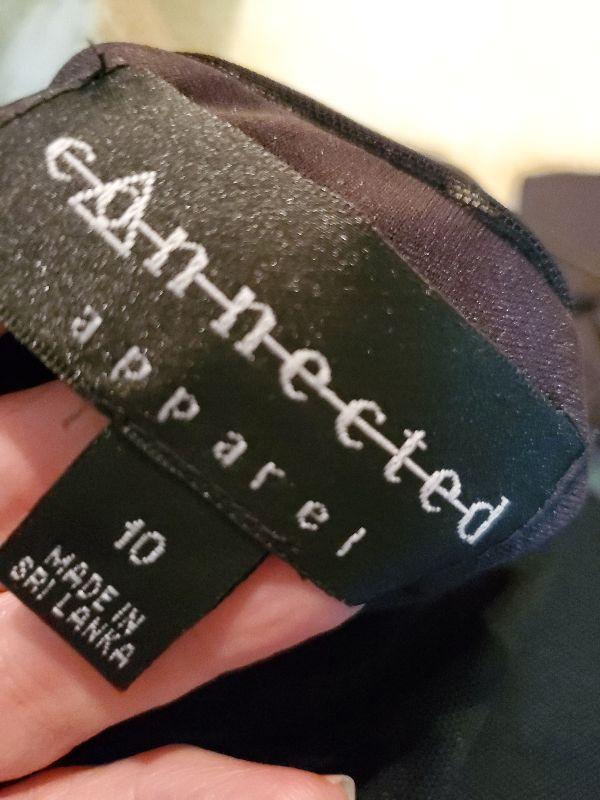 connected
apparel
10
MADE IN
SRI LANKA